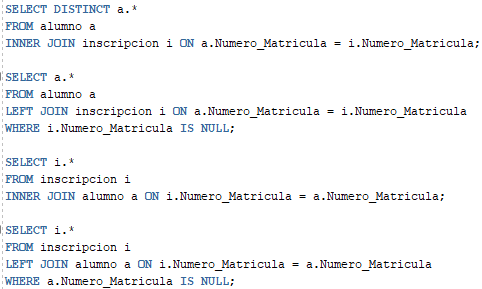 SELECT DISTINCT a.*
FROM alumno a
INNER JOIN inscripcion i ON a.Numero_Matricula = i.Numero_Matricula;
SELECT a.*
FROM alumno a
LEFT JOIN inscripcion i ON a.Numero_Matricula = i.Numero_Matricula
WHERE i.Numero_Matricula IS NULL;
SELECT i.*
FROM inscripcion i
INNER JOIN alumno a ON i.Numero_Matricula = a.Numero_Matricula;
SELECT i.*
FROM inscripcion i
LEFT JOIN alumno a ON i.Numero_Matricula = a.Numero_Matricula
WHERE a.Numero_Matricula IS NULL;